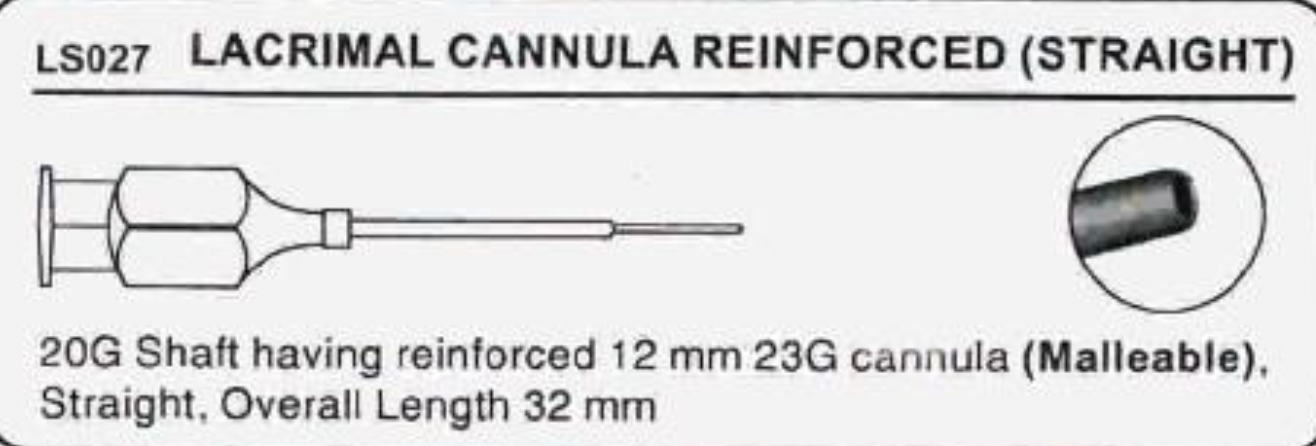 LS027 LACRIMAL CANNULA REINFORCED (STRAIGHT)
20G Shaft having reinforced 12 mm 23G cannula (Malleable),
Straight, Overall Length 32 mm